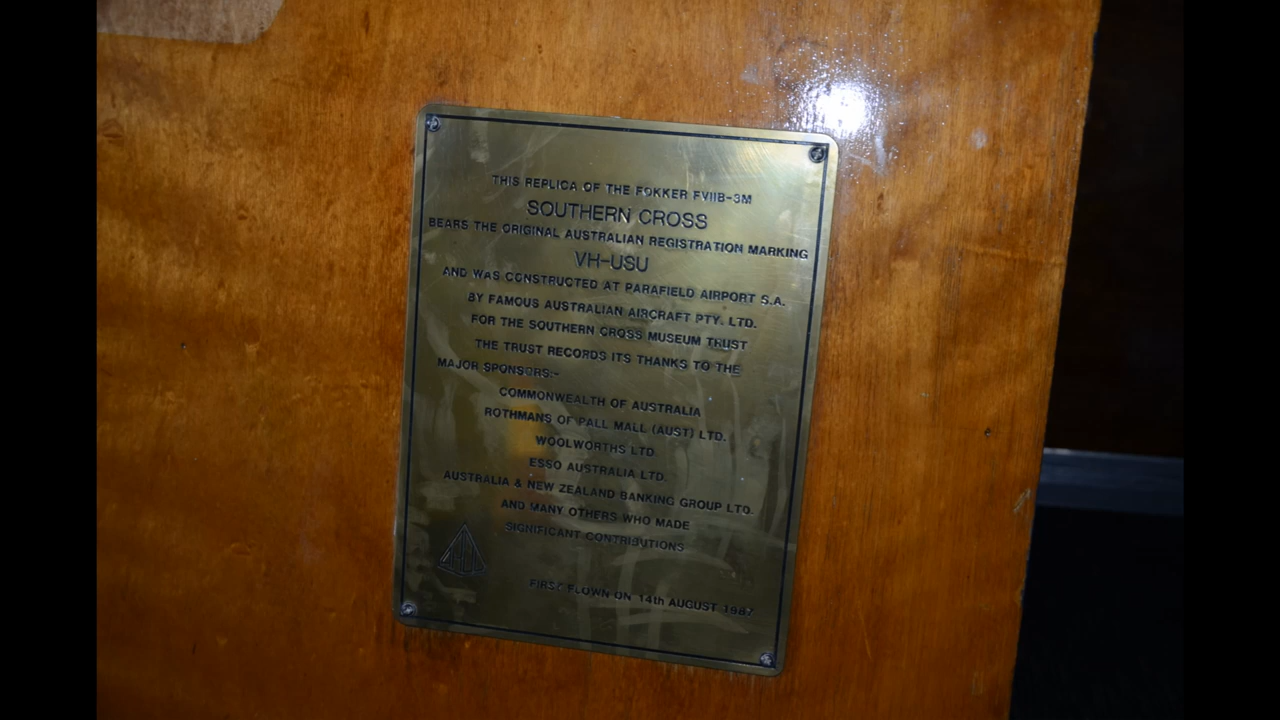 THIS REPLICA OF THE FOKKER FVIIB-3M
SOUTHERN CROSS
BEARS THE ORIGINAL AUSTRALIAN REGISTRATION MARKING
VH-USU
AND WAS CONSTRUCTED AT PARAFIELD AIRPORT S.A.
BY FAMOUS AUSTRALIAN AIRCRAFT PTY. LTD.
FOR THE SOUTHERN CROSS MUSEUM TRUST
THE TRUST RECORDS ITS THANKS TO THE
MAJOR SPONSORS:-
COMMONWEALTH OF AUSTRALIA
ROTHMANS OF PALL MALL (AUST) LTD.
WOOLWORTHS LTD.
ESSO AUSTRALIA LTD.
AUSTRALIA & NEW ZEALAND BANKING GROUP LTD.
AND MANY OTHERS WHO MADE
SIGNIFICANT CONTRIBUTIONS
FIRST FLOWN ON 14th AUGUST 1987